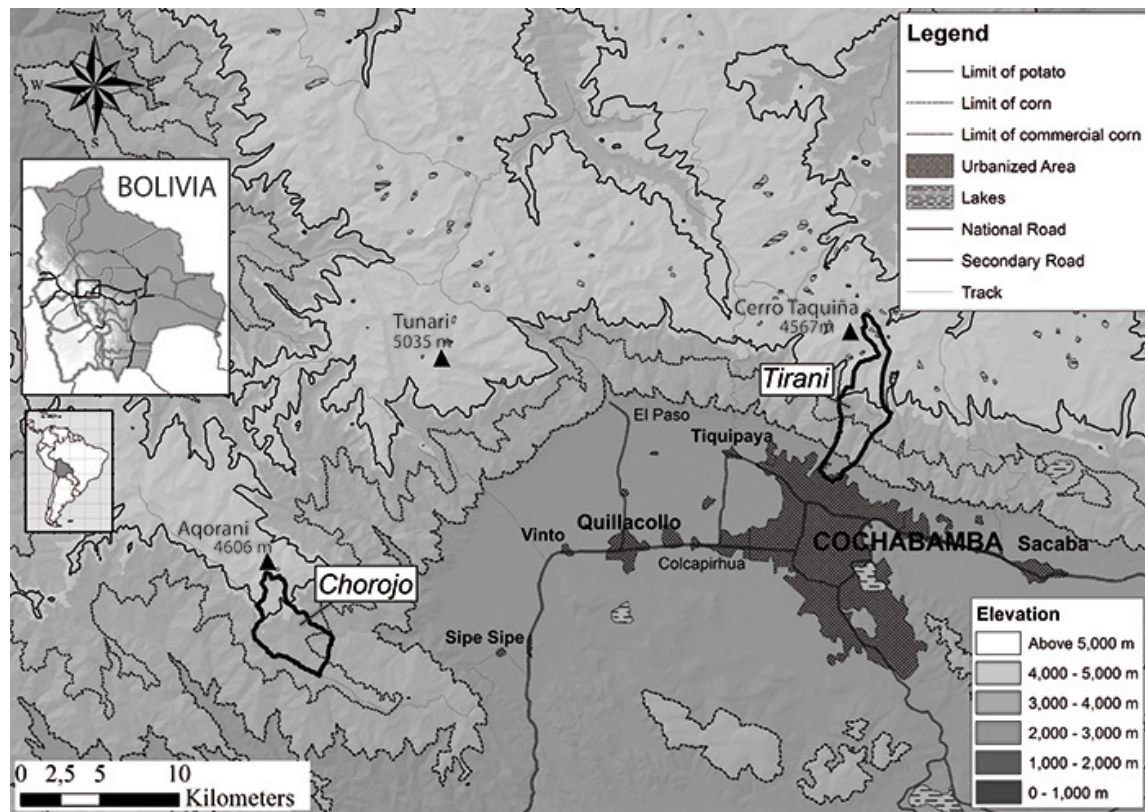 N
W
S
BOLIVIA
Legend
Limit of potato
Limit of corn
Limit of commercial corn
Urbanized Area
Lakes
National Road
Secondary Road
Track
Tunari
5035 m
Cerro Taquiña
4567m
Tirani
El Paso
Tiquipaya
Aqorani
4606 m
Chorojo
Vinto
Quillacollo
Colcapirhua
COCHABAMBA
Sacaba
Sipe Sipe
Elevation
Above 5,000 m
4,000 - 5,000 m
3,000 - 4,000 m
2,000 - 3,000 m
1,000 - 2,000 m
0 - 1,000 m
0 2,5 5 10
Kilometers